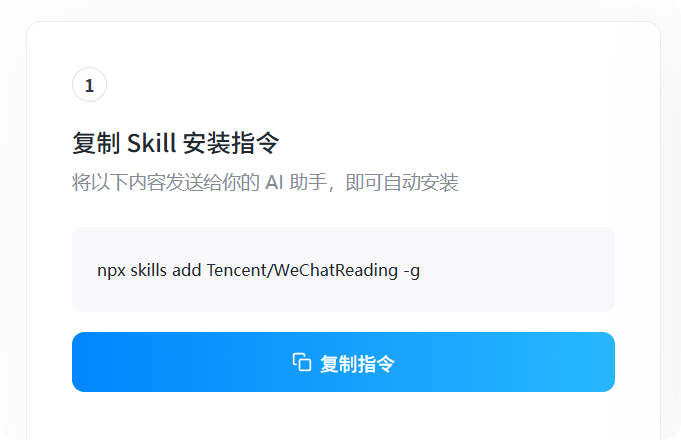 1
复制 Skill 安装指令
将以下内容发送给你的 AI 助手，即可自动安装
npx skills add Tencent/WeChatReading -g
复制指令